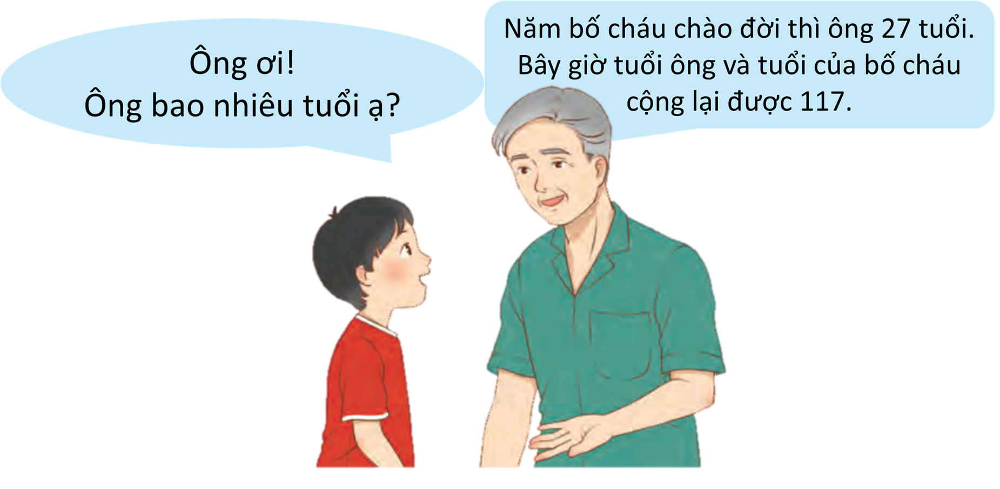 Ông ơi!
Ông bao nhiêu tuổi ạ?
Năm bố cháu chào đời thì ông 27 tuổi.
Bây giờ tuổi ông và tuổi của bố cháu
cộng lại được 117.